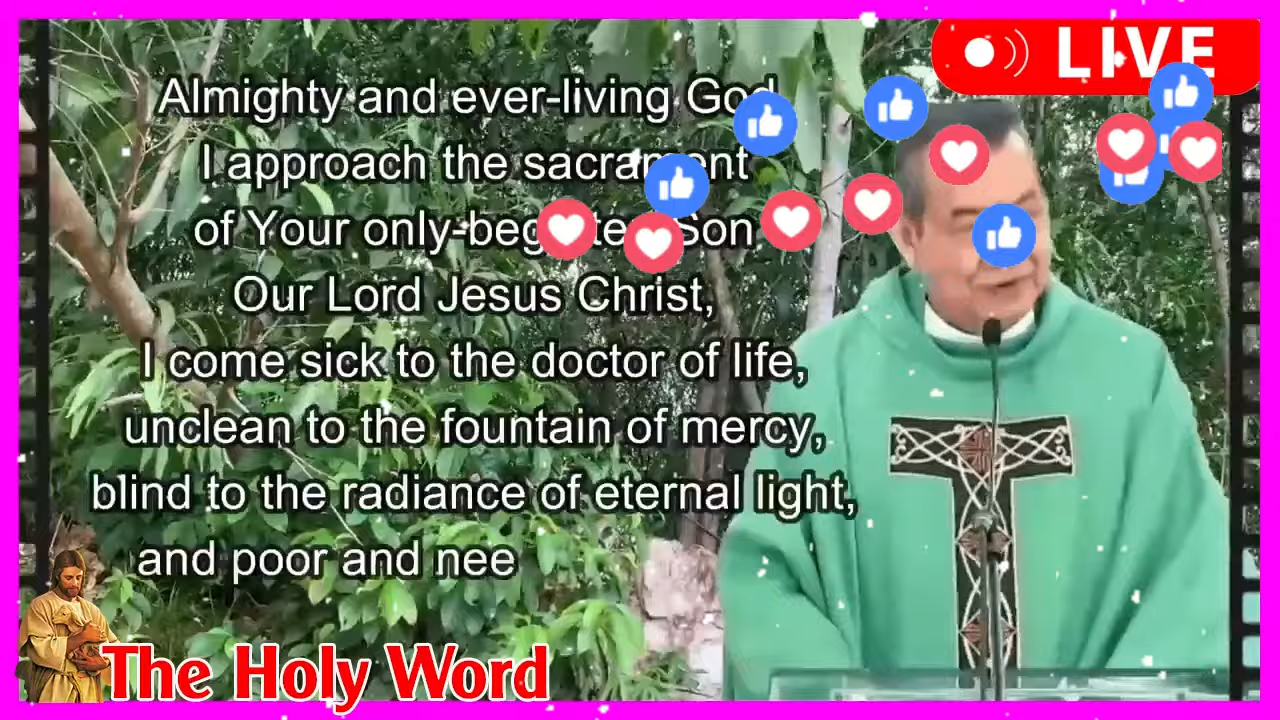 LIVE
Almighty and ever-living God
I approach the sacrament
of Your only-begotten Son
Our Lord Jesus Christ,
I come sick to the doctor of life,
unclean to the fountain of mercy,
blind to the radiance of eternal light,
and poor and nee
The Holy Word